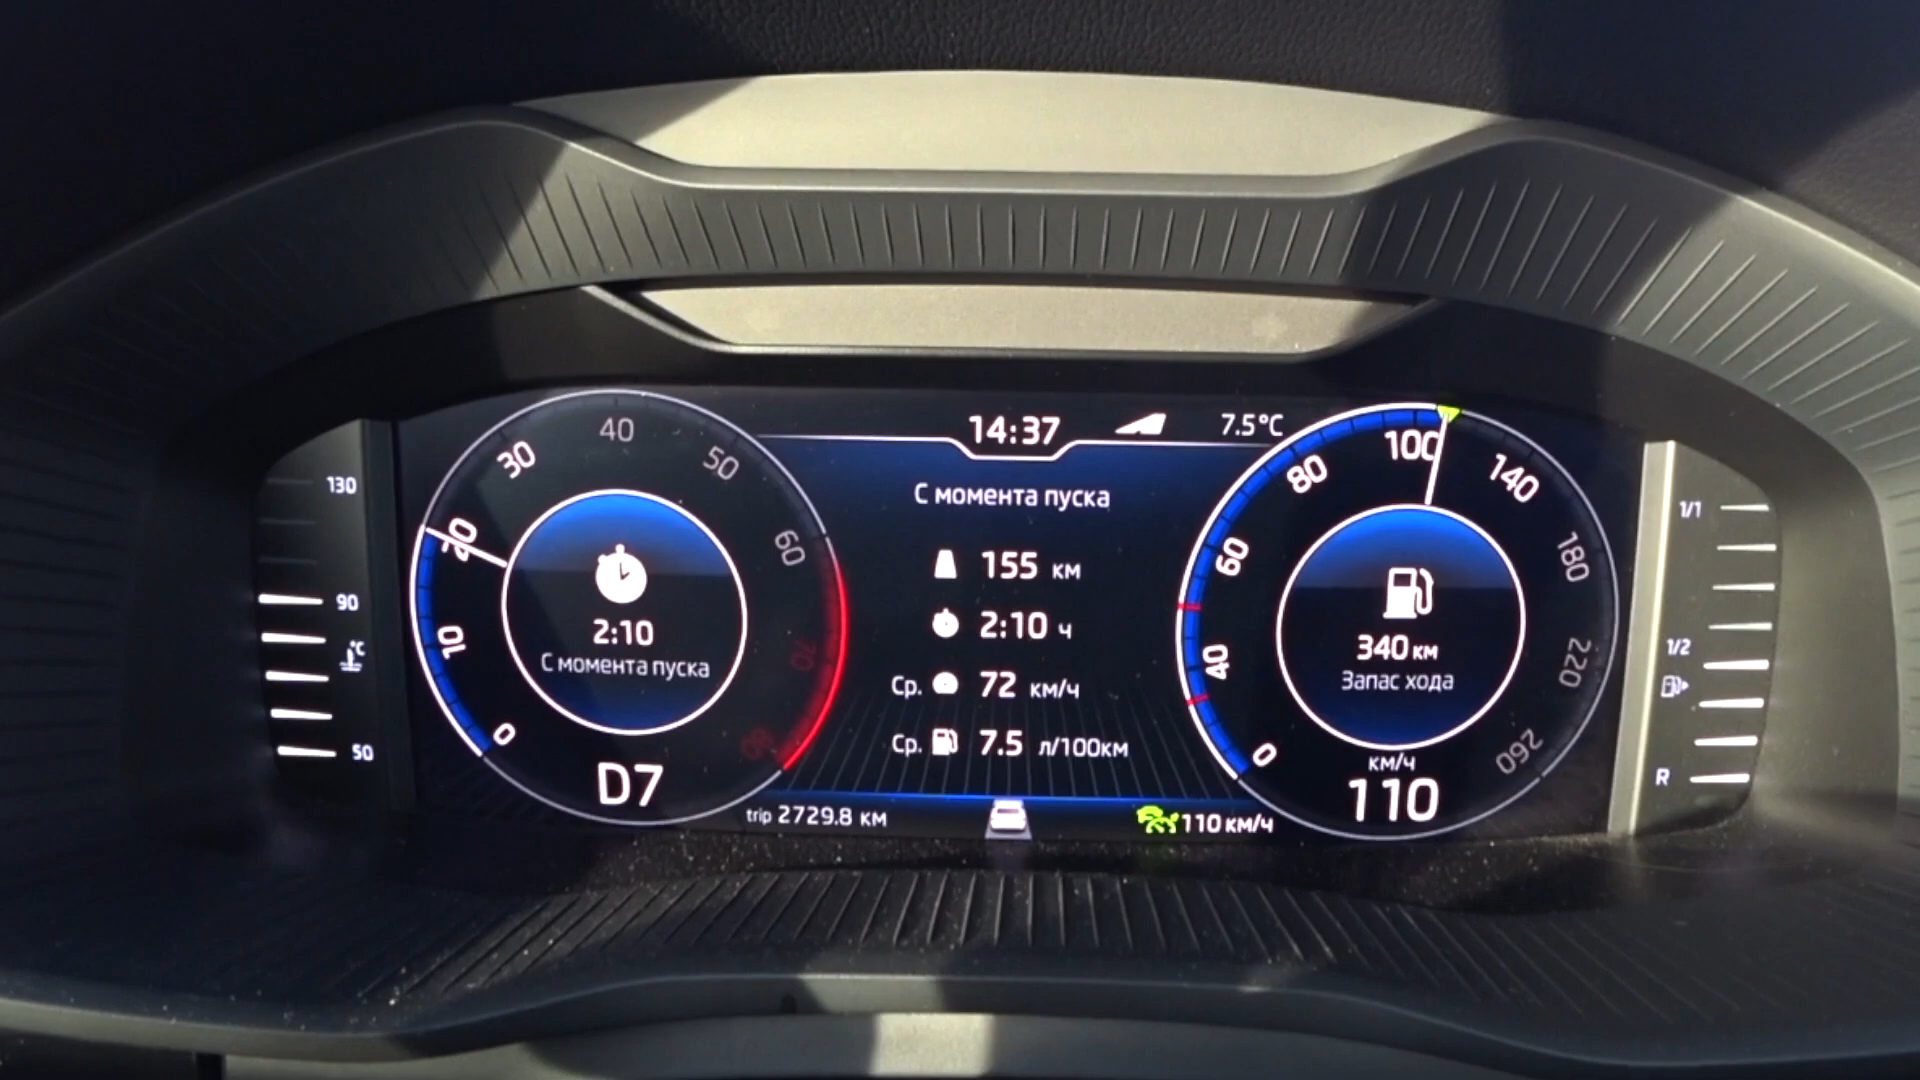 14:37
7.5°C
130
90
°C
50
0
10
20
30
40
50
60
70
80
2:10
С момента пуска
D7
С момента пуска
155 км
2:10 ч
Ср. 72 км/ч
Ср. 7.5 л/100км
trip 2729.8 км
110 км/ч
0
40
60
80
100
140
180
220
260
340 км
Запас хода
км/ч
110
1/1
1/2
R